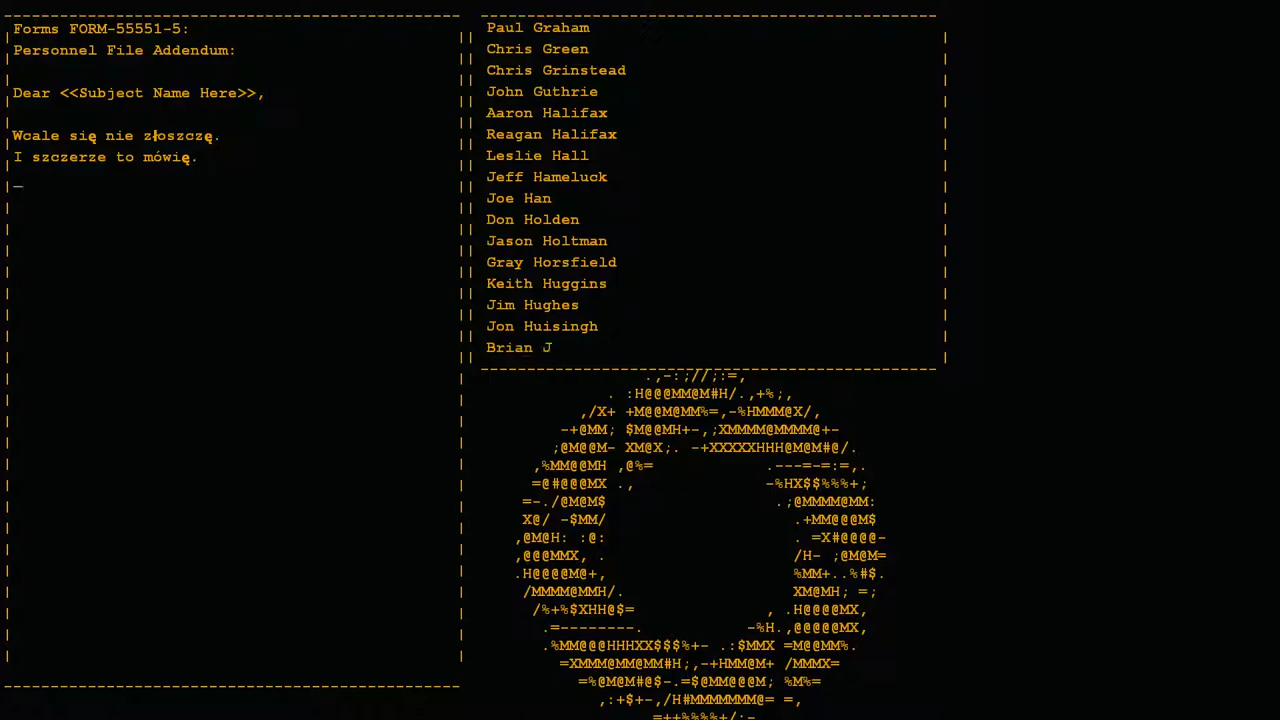 Forms FORM-55551-5:
Personnel File Addendum:
Dear <<Subject Name Here>>,
Wcale się nie złoszczę.
I szczerze to mówię.
Paul Graham
Chris Green
Chris Grinstead
John Guthrie
Aaron Halifax
Reagan Halifax
Leslie Hall
Jeff Hameluck
Joe Han
Don Holden
Jason Holtman
Gray Horsfield
Keith Huggins
Jim Hughes
Jon Huisingh
Brian J